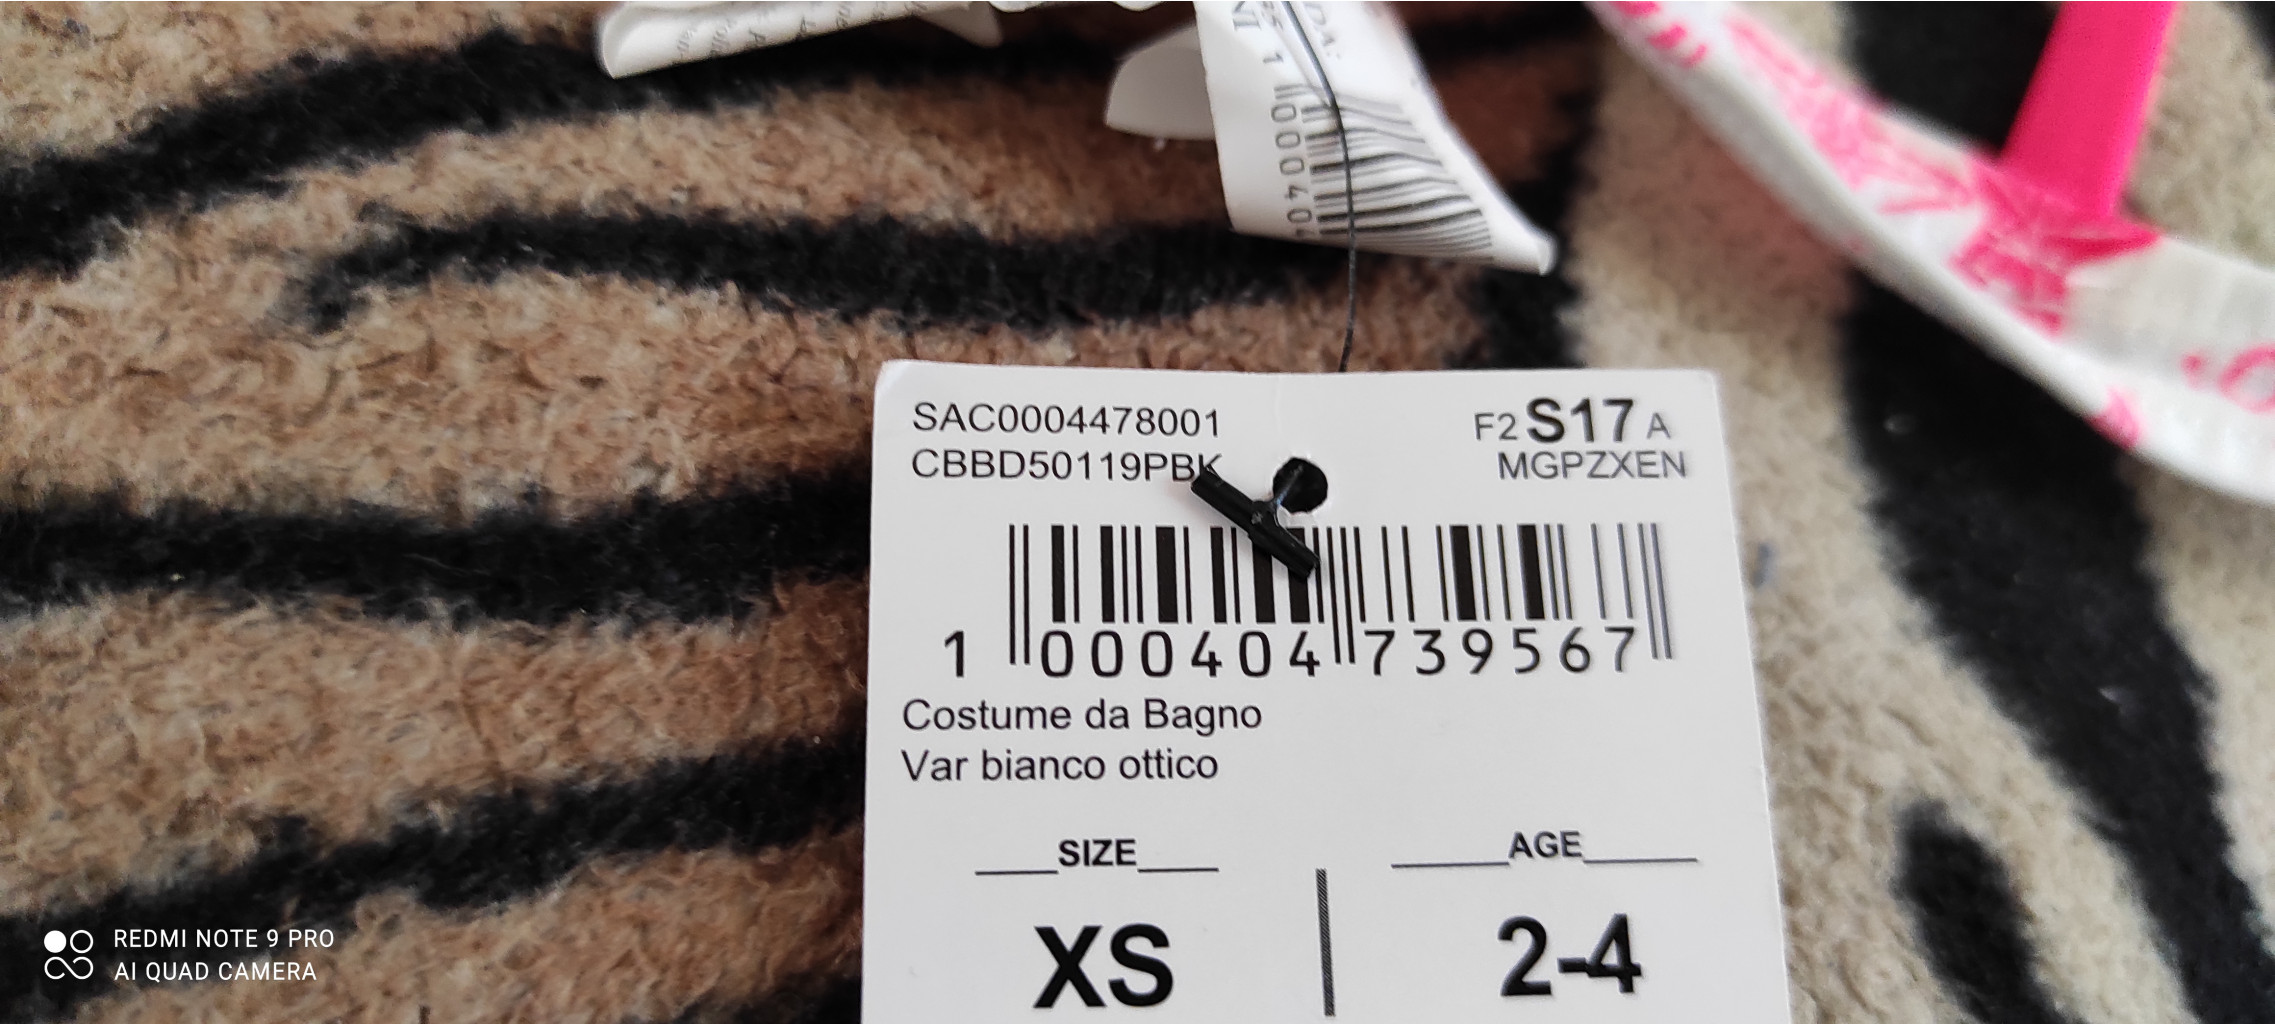 SAC0004478001
F2 S17 A
CBBD50119PBK
MGPZXEN
1 000404 739567
Costume da Bagno
Var bianco ottico
SIZE
AGE
XS
2-4
REDMI NOTE 9 PRO
AI QUAD CAMERA